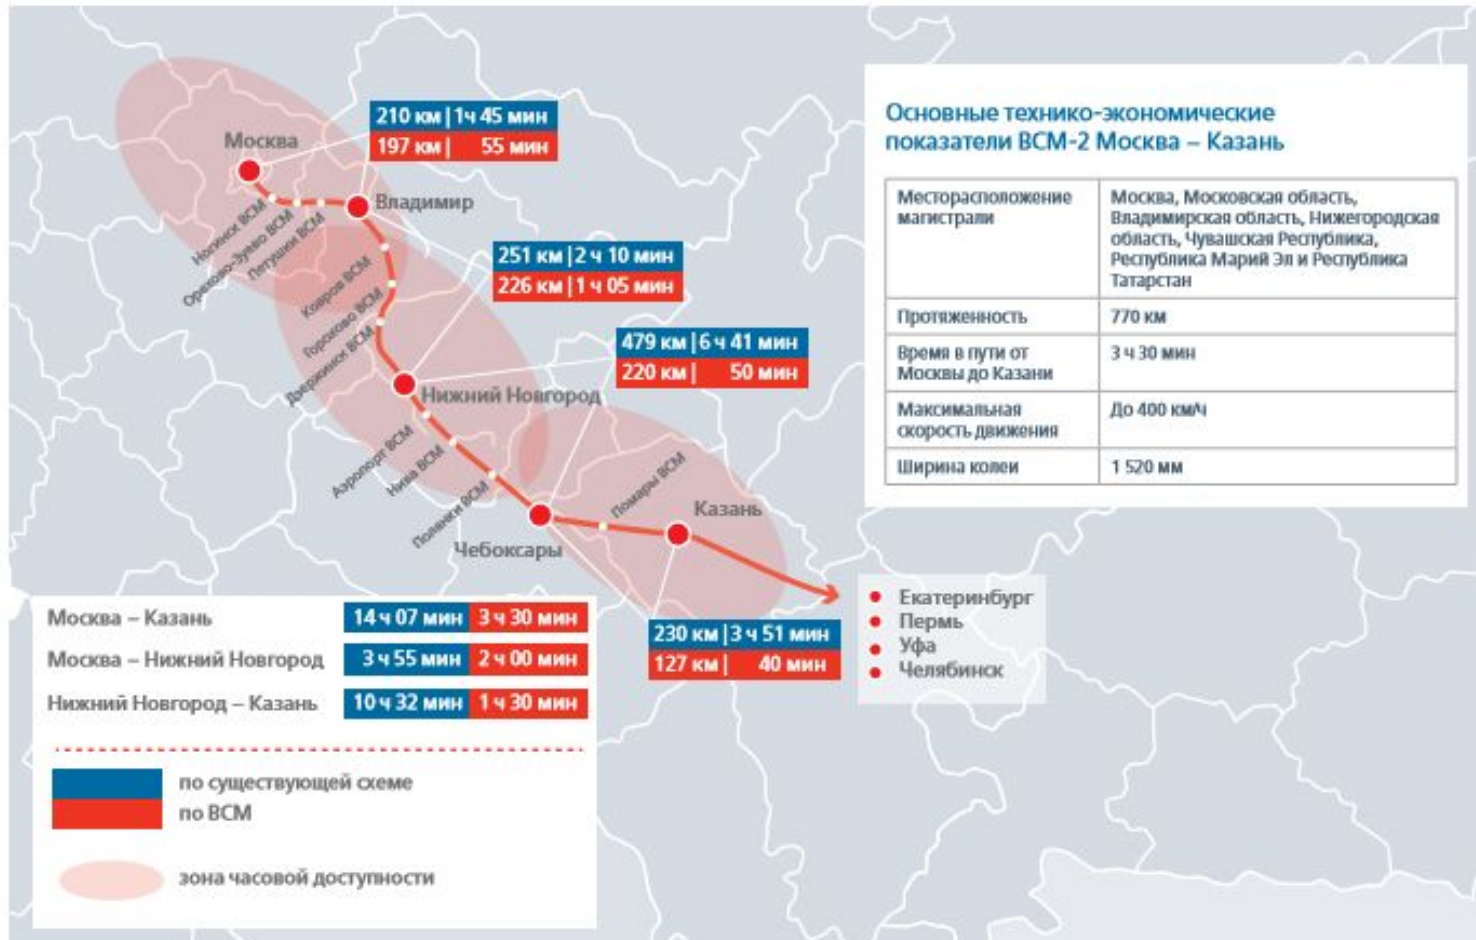 Москва
210 км | 1ч 45 мин
197 км | 55 мин
Владимир
Ногинск ВСМ
Орехово-Зуево ВСМ
Петушки ВСМ
251 км | 2 ч 10 мин
226 км | 1 ч 05 мин
Ковров ВСМ
Горохово ВСМ
Дзержинск ВСМ
479 км | 6 ч 41 мин
220 км | 50 мин
Нижний Новгород
Аэропорт ВСМ
Нива ВСМ
Полянки ВСМ
Чебоксары
Помары ВСМ
Казань
230 км | 3 ч 51 мин
127 км | 40 мин
Екатеринбург
Пермь
Уфа
Челябинск
Основные технико-экономические
показатели ВСМ-2 Москва – Казань
Месторасположение
магистрали
Москва, Московская область,
Владимирская область, Нижегородская
область, Чувашская Республика,
Республика Марий Эл и Республика
Татарстан
Протяженность
770 км
Время в пути от
Москвы до Казани
3 ч 30 мин
Максимальная
скорость движения
До 400 км/ч
Ширина колеи
1 520 мм
Москва – Казань 14 ч 07 мин 3 ч 30 мин
Москва – Нижний Новгород 3 ч 55 мин 2 ч 00 мин
Нижний Новгород – Казань 10 ч 32 мин 1 ч 30 мин
по существующей схеме
по ВСМ
зона часовой доступности